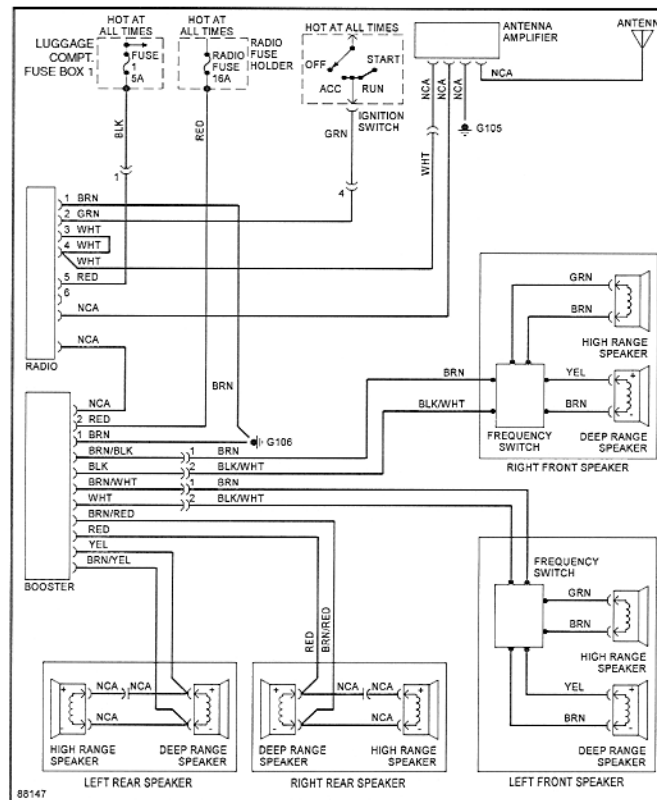 HOT AT
ALL TIMES
HOT AT
ALL TIMES
HOT AT ALL TIMES
ANTENNA
AMPLIFIER
ANTENN
LUGGAGE
COMPT.
FUSE BOX 1
FUSE
1
5A
RADIO
FUSE
16A
RADIO
FUSE
HOLDER
OFF
START
ACC
RUN
IGNITION
SWITCH
NCA
NCA
NCA
NCA
G105
BLK
RED
GRN
WHT
1
4
1 BRN
2 GRN
3 WHT
4 WHT
WHT
5 RED
6
NCA
NCA
RADIO
BRN
G106
NCA
2 RED
1 BRN
BRN/BLK
1
BRN
BLK
2
BLK/WHT
BRN/WHT
1
BRN
WHT
2
BLK/WHT
BRN/RED
RED
YEL
BRN/YEL
BOOSTER
BRN
BLK/WHT
GRN
BRN
HIGH RANGE
SPEAKER
YEL
BRN
+
-
FREQUENCY
SWITCH
DEEP RANGE
SPEAKER
RIGHT FRONT SPEAKER
FREQUENCY
SWITCH
GRN
BRN
HIGH RANGE
SPEAKER
YEL
BRN
+
-
DEEP RANGE
SPEAKER
LEFT FRONT SPEAKER
RED
BRN/RED
+
NCA
NCA
+
-
NCA
-
HIGH RANGE
SPEAKER
DEEP RANGE
SPEAKER
LEFT REAR SPEAKER
+
NCA
NCA
+
-
NCA
-
DEEP RANGE
SPEAKER
HIGH RANGE
SPEAKER
RIGHT REAR SPEAKER
88147